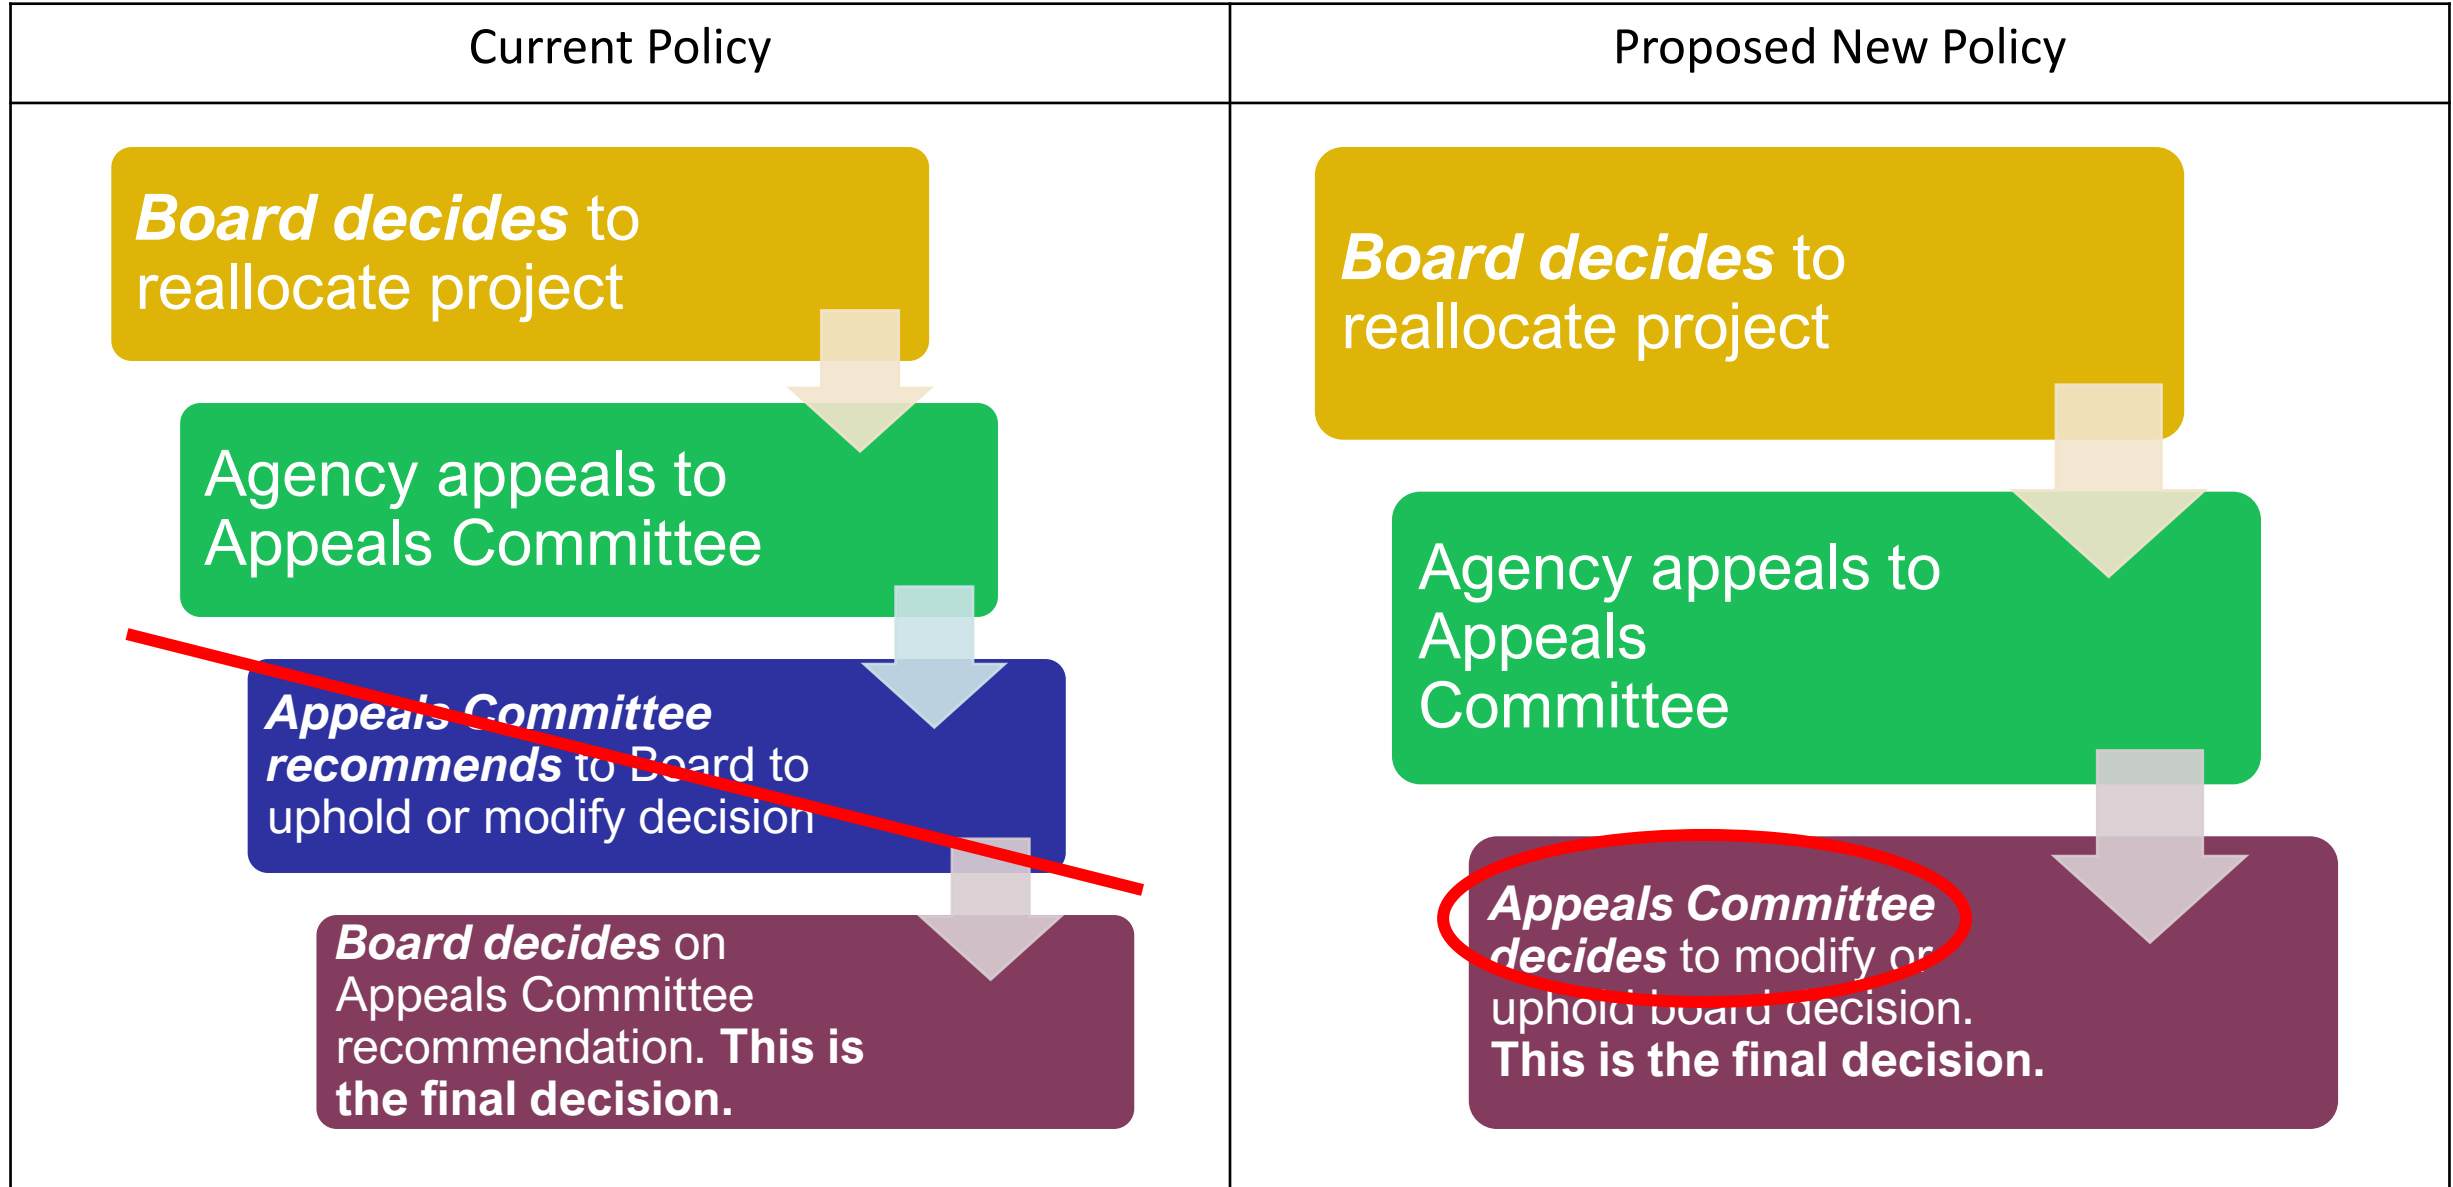 Current Policy
Board decides to
reallocate project
Agency appeals to
Appeals Committee
Appeals Committee
recommends to Board to
uphold or modify decision
Board decides on
Appeals Committee
recommendation. This is
the final decision.
Proposed New Policy
Board decides to
reallocate project
Agency appeals to
Appeals
Committee
Appeals Committee
decides to modify or
uphold board decision.
This is the final decision.